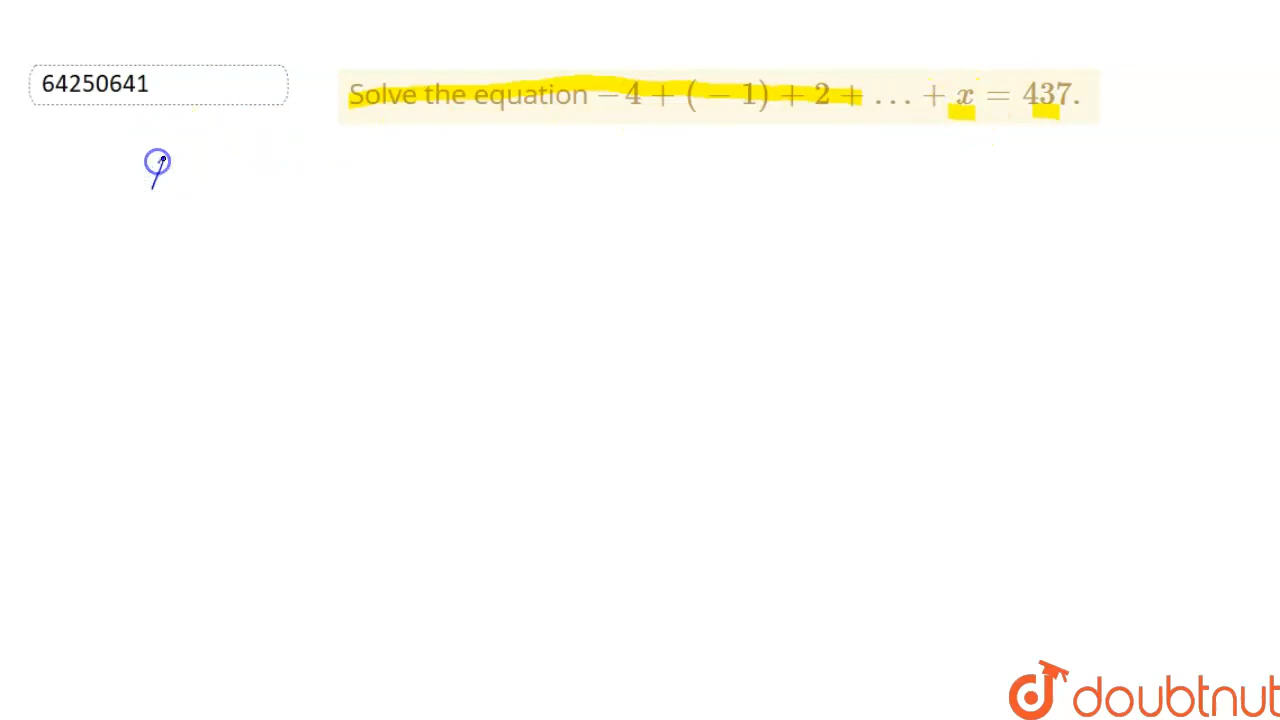 64250641
Solve the equation −4 + (−1) + 2 + … + x = 437.
doubtnut